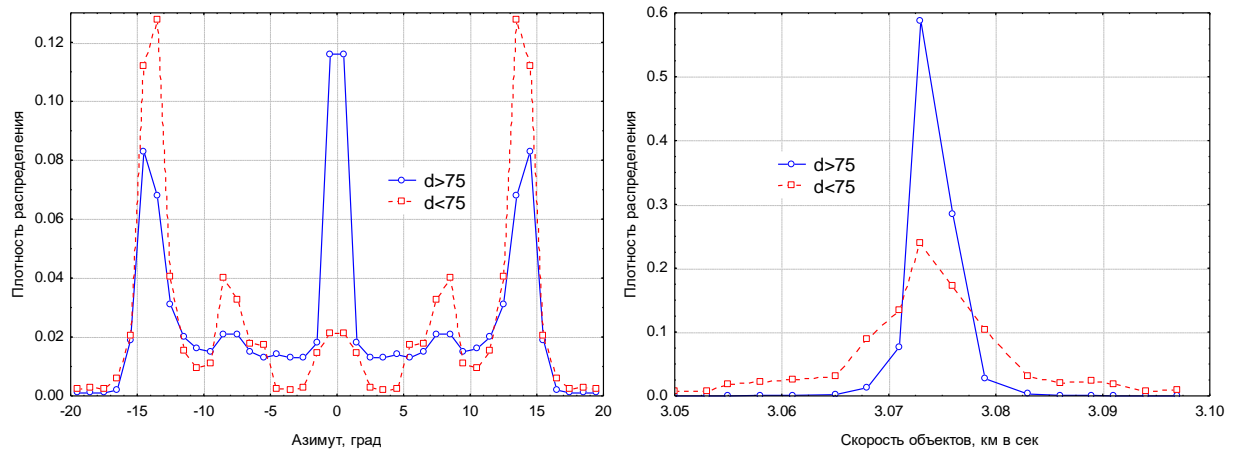 0.12
0.10
0.08
0.06
0.04
0.02
0.00
Плотность распределения
d>75
d<75
-20 -15 -10 -5 0 5 10 15 20
Азимут, град
0.6
0.5
0.4
0.3
0.2
0.1
0.0
Плотность распределения
d>75
d<75
3.05 3.06 3.07 3.08 3.09 3.10
Скорость объектов, км в сек